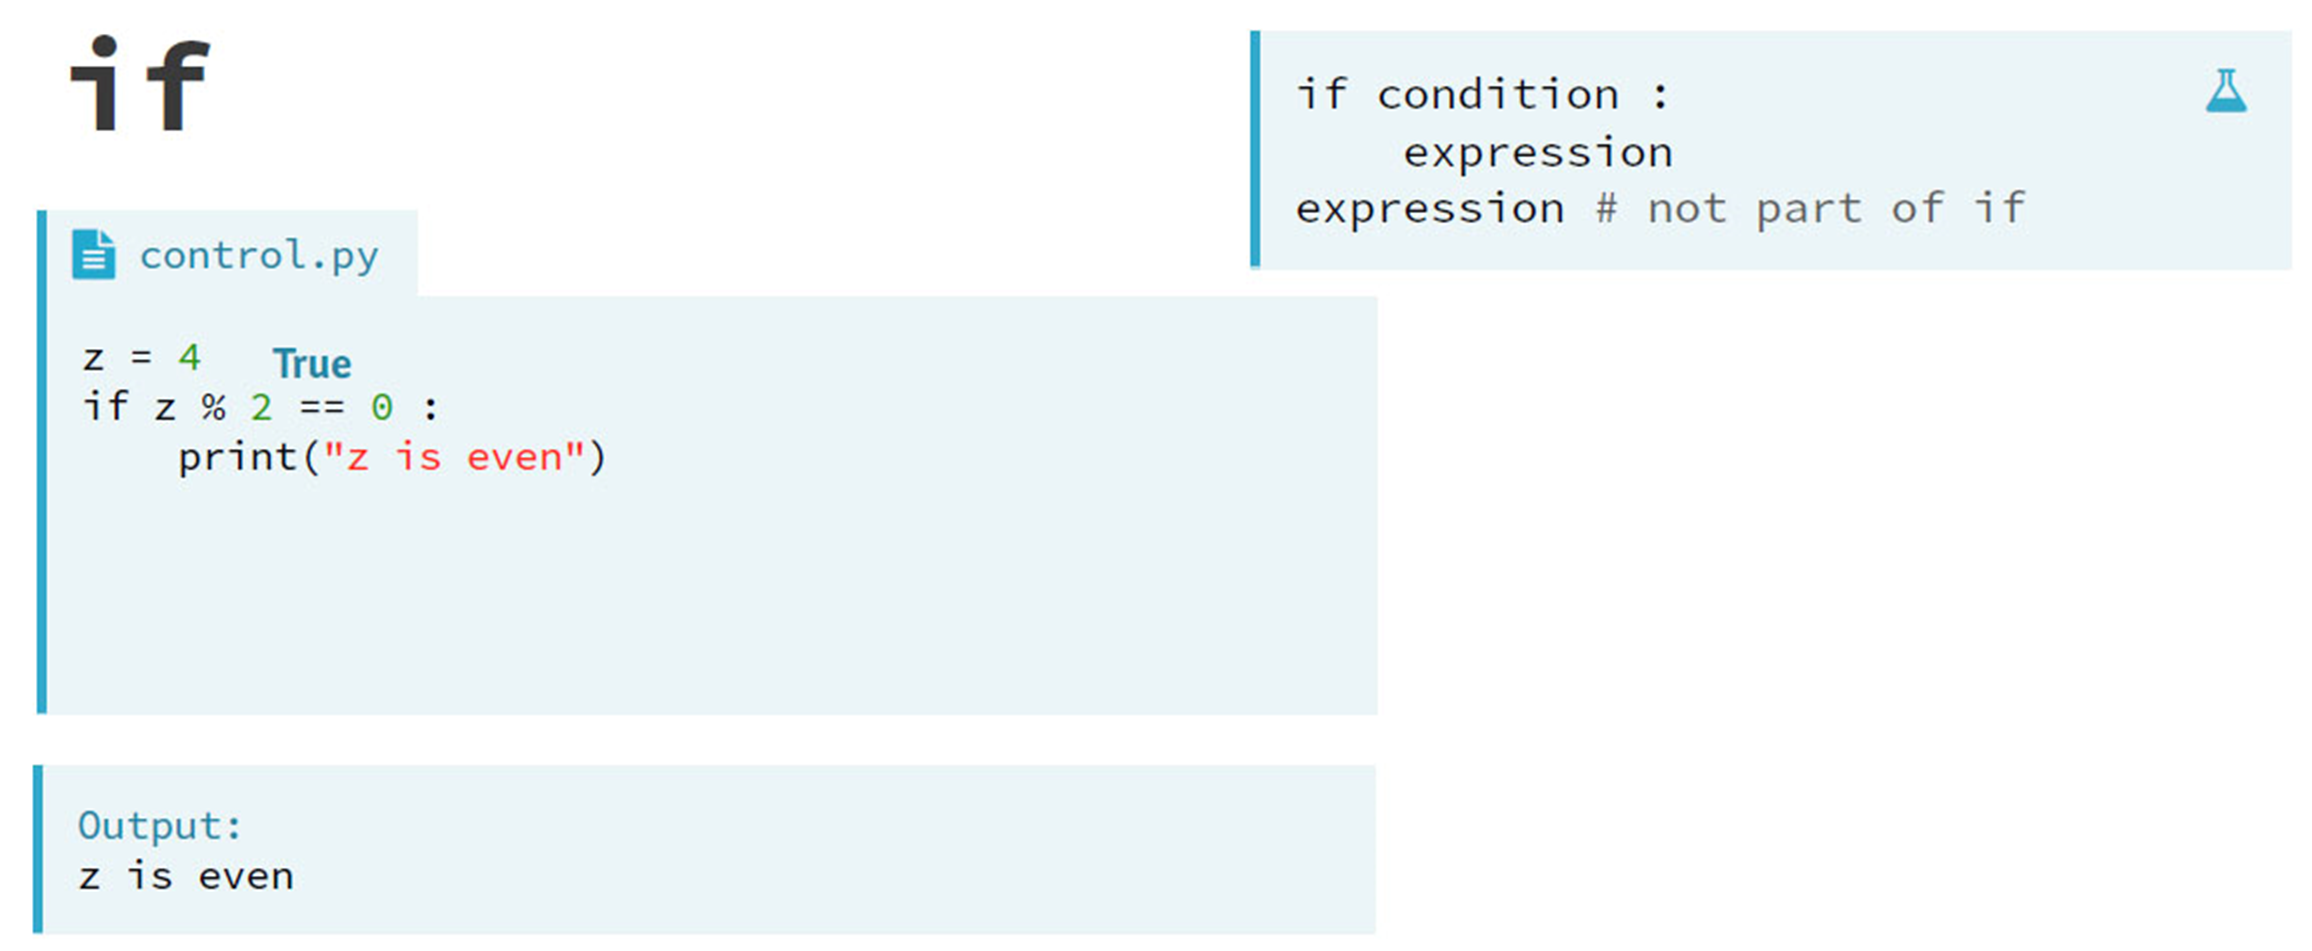 if
if condition :
    expression
expression # not part of if
control.py
z = 4
True
if z % 2 == 0 :
    print("z is even")
Output:
z is even